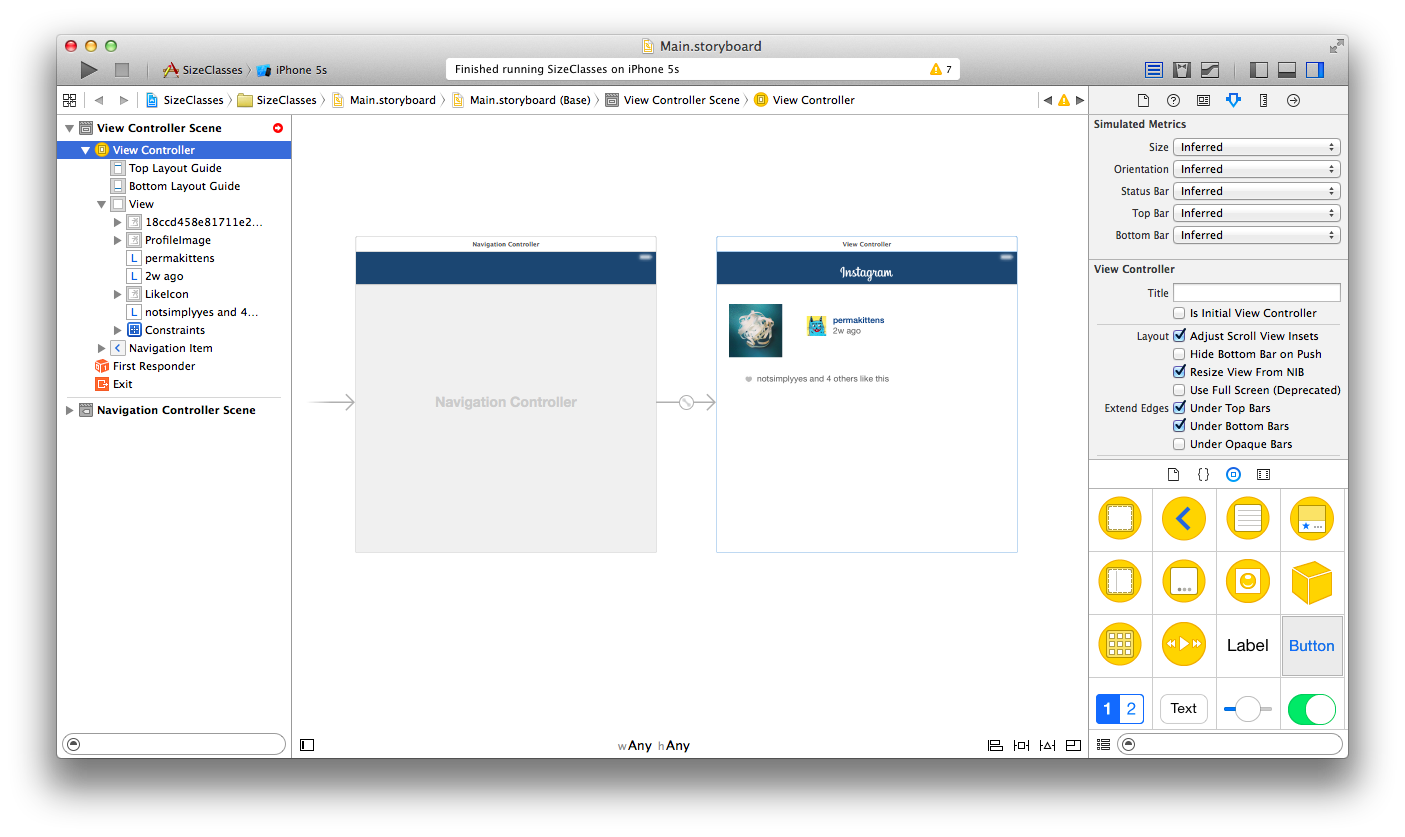 Main.storyboard
SizeClasses iPhone 5s
Finished running SizeClasses on iPhone 5s 7
SizeClasses SizeClasses Main.storyboard Main.storyboard (Base) View Controller Scene View Controller
View Controller Scene
View Controller
Top Layout Guide
Bottom Layout Guide
View
18ccd458e81711e2...
ProfileImage
L permakittens
L 2w ago
LikeIcon
L notsimplyyes and 4...
Constraints
Navigation Item
First Responder
Exit
Navigation Controller Scene
Navigation Controller
Navigation Controller
View Controller
Instagram
permakittens
2w ago
notsimplyyes and 4 others like this
wAny hAny
Simulated Metrics
Size Inferred
Orientation Inferred
Status Bar Inferred
Top Bar Inferred
Bottom Bar Inferred
View Controller
Title
Is Initial View Controller
Layout Adjust Scroll View Insets
Hide Bottom Bar on Push
Resize View From NIB
Use Full Screen (Deprecated)
Extend Edges Under Top Bars
Under Bottom Bars
Under Opaque Bars
{}
Label Button
1 2 Text